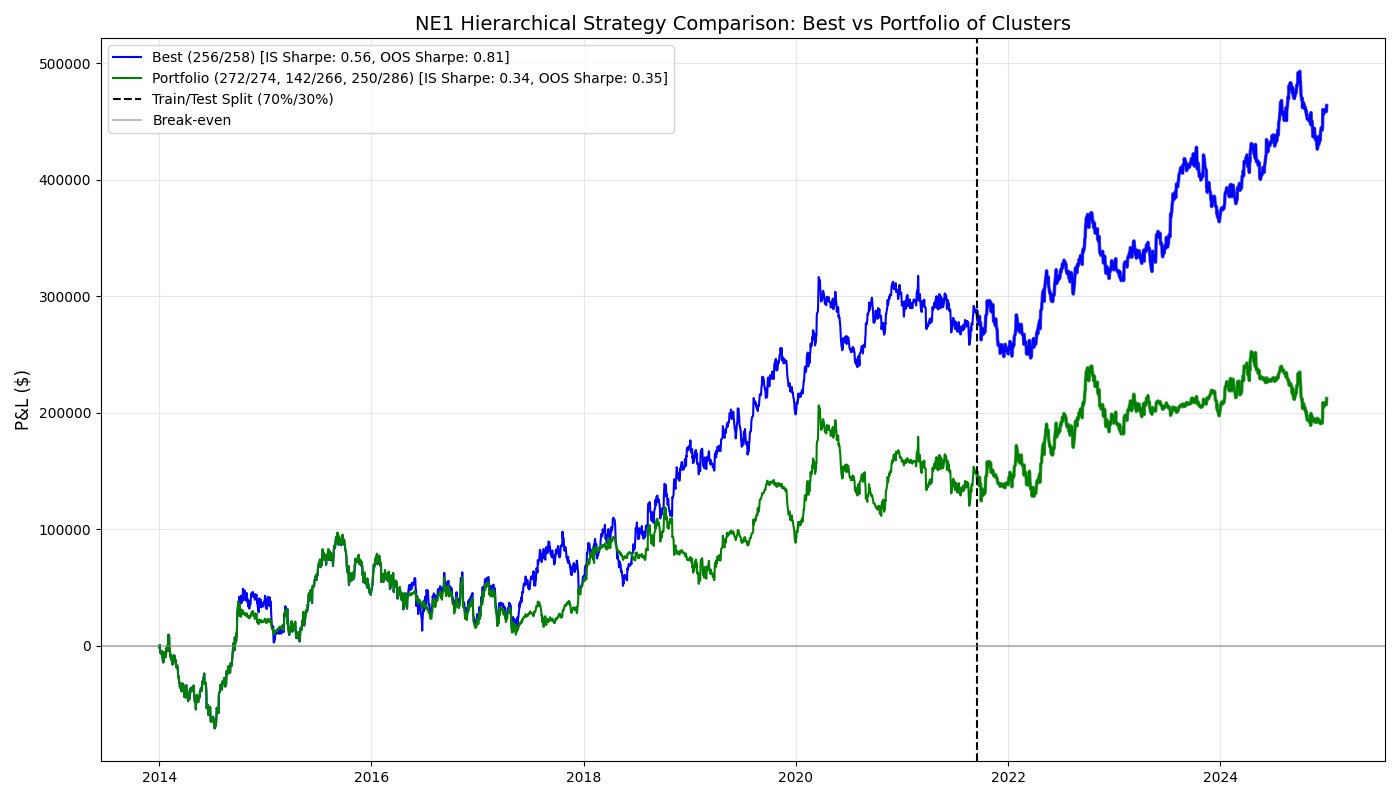 NE1 Hierarchical Strategy Comparison: Best vs Portfolio of Clusters
Best (256/258) [IS Sharpe: 0.56, OOS Sharpe: 0.81]
Portfolio (272/274, 142/266, 250/286) [IS Sharpe: 0.34, OOS Sharpe: 0.35]
Train/Test Split (70%/30%)
Break-even
P&L ($)
500000
400000
300000
200000
100000
0
2014
2016
2018
2020
2022
2024